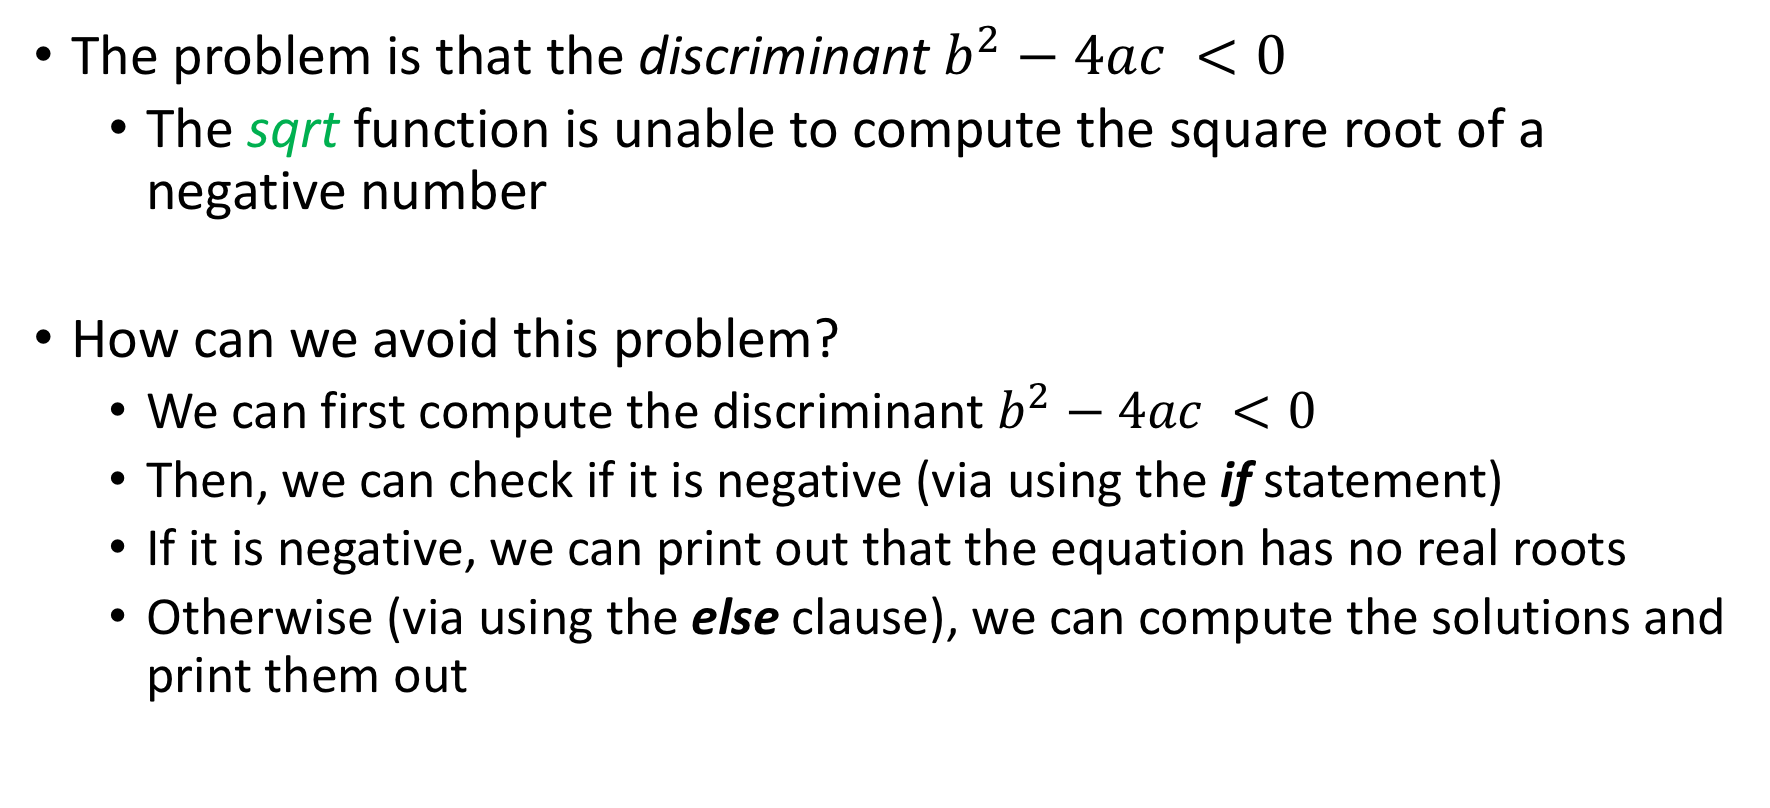 • The problem is that the discriminant b² − 4ac < 0
• The sqrt function is unable to compute the square root of a
negative number
• How can we avoid this problem?
• We can first compute the discriminant b² − 4ac < 0
• Then, we can check if it is negative (via using the if statement)
• If it is negative, we can print out that the equation has no real roots
• Otherwise (via using the else clause), we can compute the solutions and
print them out